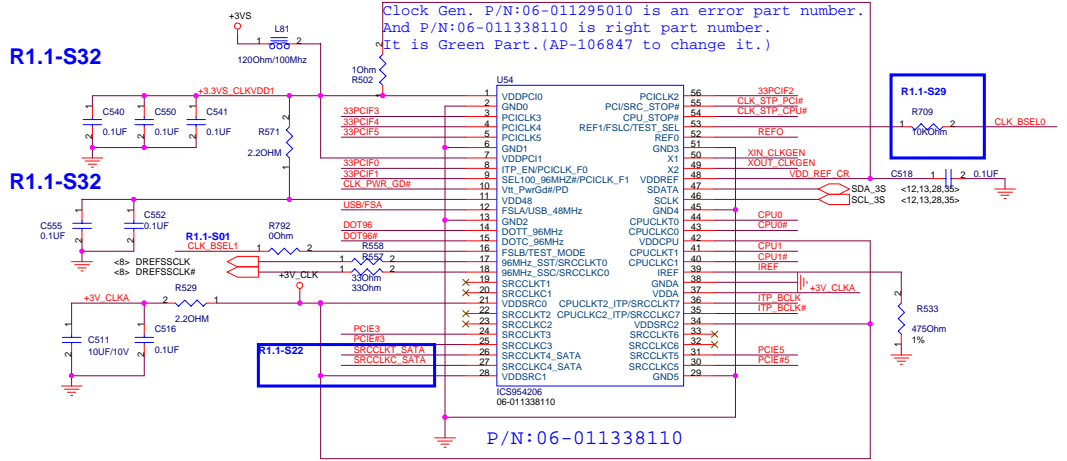 Clock Gen. P/N:06-011295010 is an error part number.
And P/N:06-011338110 is right part number.
It is Green Part.(AP-106847 to change it.)
R1.1-S32
+3VS
L81
120Ohm/100Mhz
1Ohm
R502
+3.3VS_CLKVDD1
C540
0.1UF
C550
0.1UF
C541
0.1UF
R571
2.2OHM
R1.1-S32
C555
0.1UF
C552
0.1UF
R1.1-S01
CLK_BSEL1
R792
0Ohm
<8> DREFSSCLK
<8> DREFSSCLK#
R558
R557
33Ohm
33Ohm
+3V_CLK
+3V_CLKA
R529
2.2OHM
C511
10UF/10V
C516
0.1UF
R1.1-S22
33PCIF3
33PCIF4
33PCIF5
33PCIF0
33PCIF1
CLK_PWR_GD#
USB/FSA
DOT96
DOT96#
PCIE3
PCIE#3
SRCCLKT_SATA
SRCCLKC_SATA
U54
1 VDDPCI0
2 GND0
3 PCICLK3
4 PCICLK4
5 PCICLK5
6 GND1
7 VDDPCI1
8 ITP_EN/PCICLK_F0
9 SEL100_96MHZ#/PCICLK_F1
10 Vtt_PwrGd#/PD
11 VDD48
12 FSLA/USB_48MHz
13 GND2
14 DOTT_96MHz
15 DOTC_96MHz
16 FSLB/TEST_MODE
17 96MHz_SST/SRCCLKT0
18 96MHz_SSC/SRCCLKC0
19 SRCCLKT1
20 SRCCLKC1
21 VDDSRC0
22 SRCCLKT2
23 SRCCLKC2
24 SRCCLKT3
25 SRCCLKC3
26 SRCCLKT4_SATA
27 SRCCLKC4_SATA
28 VDDSRC1
PCICLK2 56
PCI/SRC_STOP# 55
CPU_STOP# 54
REF1/FSLC/TEST_SEL 53
REF0 52
GND3 51
X1 50
X2 49
VDDREF 48
SDATA 47
SCLK 46
GND4 45
CPUCLKT0 44
CPUCLKC0 43
VDDCPU 42
CPUCLKT1 41
CPUCLKC1 40
IREF 39
GNDA 38
VDDA 37
CPUCLKT2_ITP/SRCCLKT7 36
CPUCLKC2_ITP/SRCCLKC7 35
VDDSRC2 34
SRCCLKT6 33
SRCCLKC6 32
SRCCLKT5 31
SRCCLKC5 30
GND5 29
ICS954206
06-011338110
33PCIF2
CLK_STP_PCI#
CLK_STP_CPU#
REFO
XIN_CLKGEN
XOUT_CLKGEN
VDD_REF_CR
R1.1-S29
R709
10KOhm
CLK_BSEL0
C518
0.1UF
SDA_3S <12,13,28,35>
SCL_3S <12,13,28,35>
CPU0
CPU0#
CPU1
CPU1#
IREF
+3V_CLKA
ITP_BCLK
ITP_BCLK#
PCIE5
PCIE#5
R533
475Ohm
1%
P/N:06-011338110